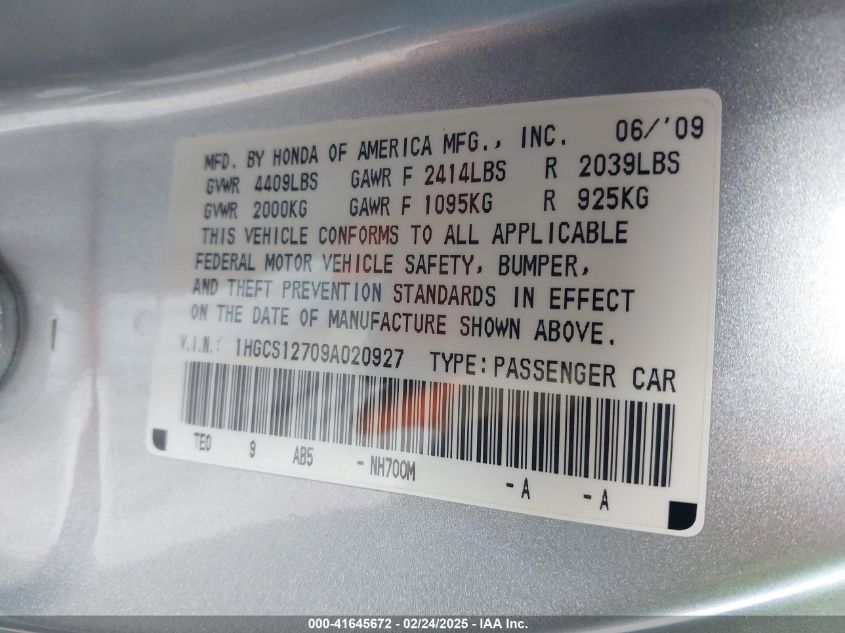 MFD. BY HONDA OF AMERICA MFG., INC. 06/'09
GVWR 4409LBS GAWR F 2414LBS R 2039LBS
GVWR 2000KG GAWR F 1095KG R 925KG
THIS VEHICLE CONFORMS TO ALL APPLICABLE
FEDERAL MOTOR VEHICLE SAFETY, BUMPER,
AND THEFT PREVENTION STANDARDS IN EFFECT
ON THE DATE OF MANUFACTURE SHOWN ABOVE.
V.I.N.: 1HGCS12709A020927 TYPE:PASSENGER CAR
TE0 9 AB5 -NH700M -A -A
000-41645672 / 02/24/2025 - IAA Inc.